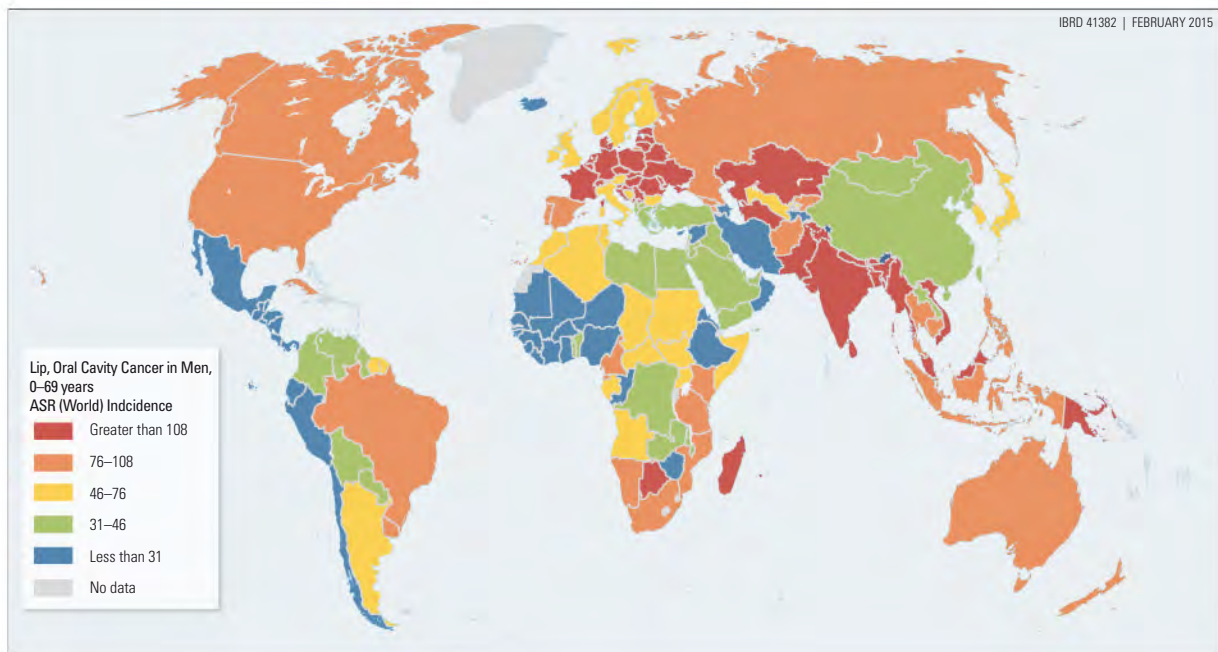 IBRD 41382 | FEBRUARY 2015
Lip, Oral Cavity Cancer in Men,
0–69 years
ASR (World) Indcidence
Greater than 108
76–108
46–76
31–46
Less than 31
No data